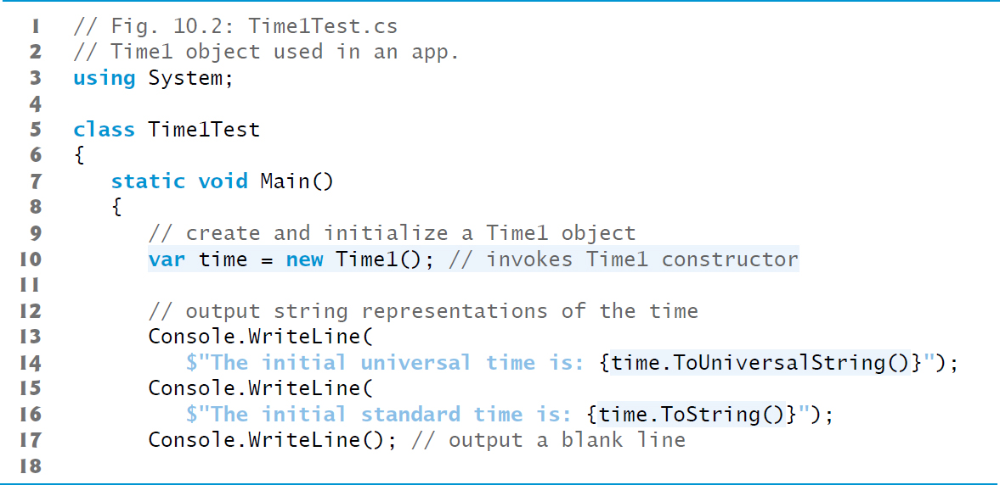 1 // Fig. 10.2: Time1Test.cs
2 // Time1 object used in an app.
3 using System;
4
5 class Time1Test
6 {
7    static void Main()
8    {
9       // create and initialize a Time1 object
10       var time = new Time1(); // invokes Time1 constructor
11
12       // output string representations of the time
13       Console.WriteLine(
14          $"The initial universal time is: {time.ToUniversalString()}");
15       Console.WriteLine(
16          $"The initial standard time is: {time.ToString()}");
17       Console.WriteLine(); // output a blank line
18